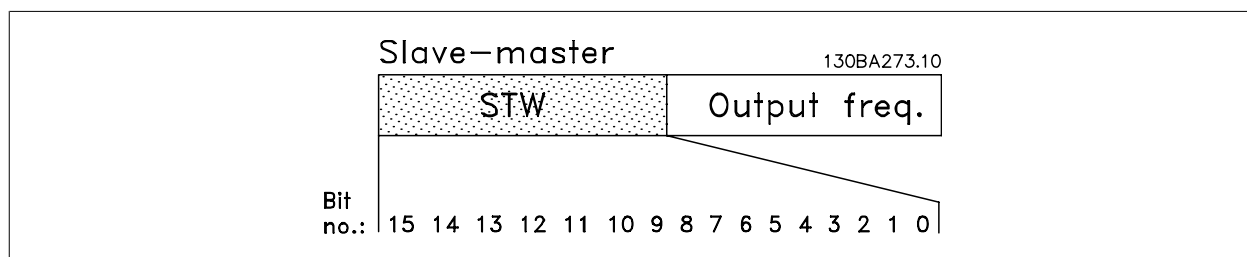 Slave-master
130BA273.10
STW
Output freq.
Bit
no.: 15 14 13 12 11 10 9 8 7 6 5 4 3 2 1 0